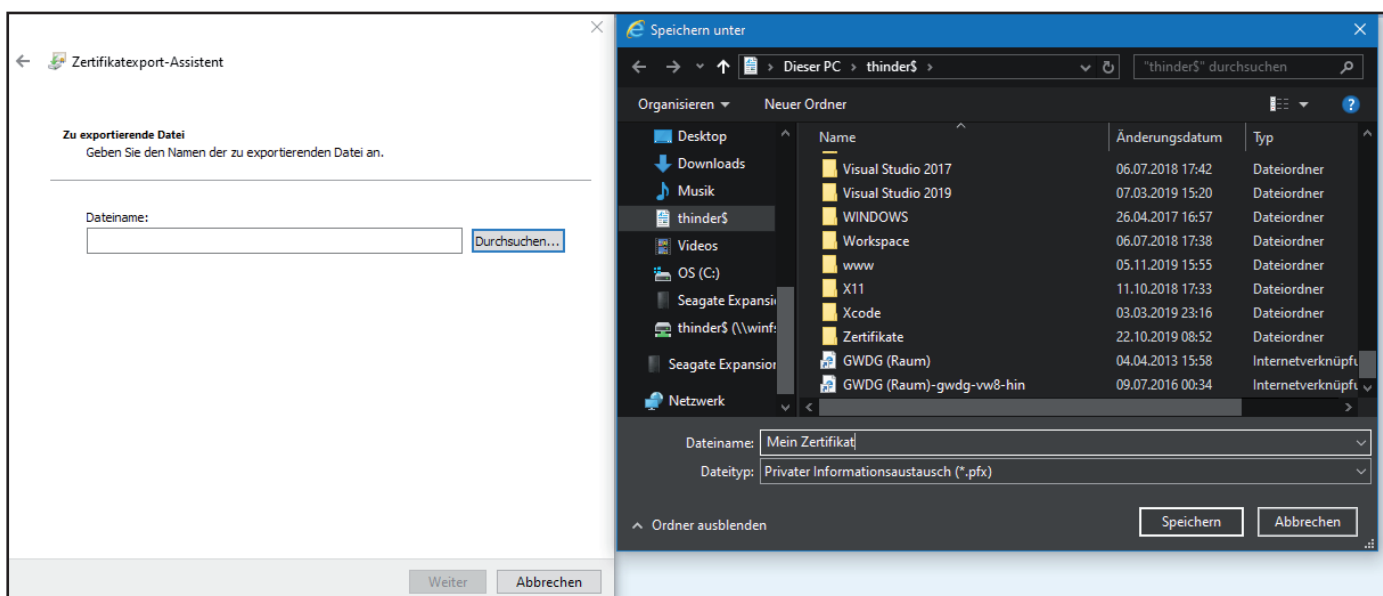 Zertifikatexport-Assistent
Zu exportierende Datei
Geben Sie den Namen der zu exportierenden Datei an.
Dateiname:
Durchsuchen...
Weiter
Abbrechen
Speichern unter
Dieser PC > thinder$ >
"thinder$" durchsuchen
Organisieren
Neuer Ordner
?
Desktop
Downloads
Musik
thinder$
Videos
OS (C:)
Seagate Expansi
thinder$ (\\winf
Seagate Expansion
Netzwerk
Name Änderungsdatum Typ
Visual Studio 2017 06.07.2018 17:42 Dateiordner
Visual Studio 2019 07.03.2019 15:20 Dateiordner
WINDOWS 26.04.2017 16:57 Dateiordner
Workspace 06.07.2018 17:38 Dateiordner
www 05.11.2019 15:55 Dateiordner
X11 11.10.2018 17:33 Dateiordner
Xcode 03.03.2019 23:16 Dateiordner
Zertifikate 22.10.2019 08:52 Dateiordner
GWDG (Raum) 04.04.2013 15:58 Internetverknüpfu
GWDG (Raum)-gwdg-vw8-hin 09.07.2016 00:34 Internetverknüpfu
Dateiname: Mein Zertifikat
Dateityp: Privater Informationsaustausch (*.pfx)
Ordner ausblenden
Speichern
Abbrechen